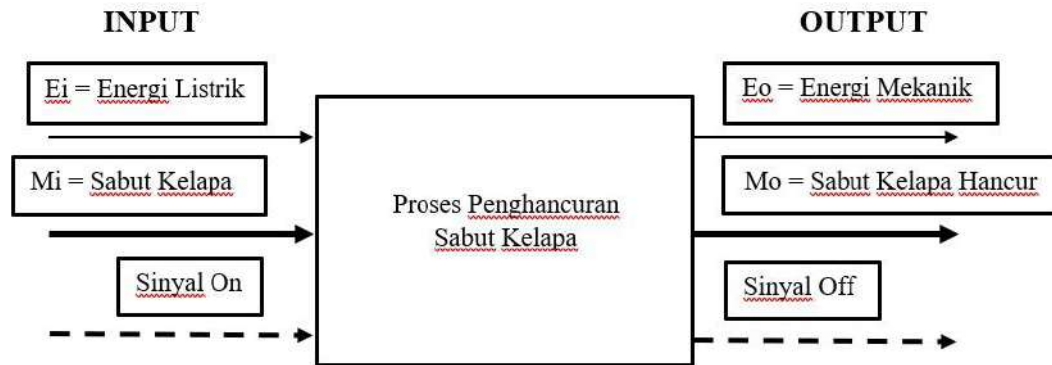 INPUT
OUTPUT
Ei = Energi Listrik
Eo = Energi Mekanik
Mi = Sabut Kelapa
Mo = Sabut Kelapa Hancur
Proses Penghancuran
Sabut Kelapa
Sinyal On
Sinyal Off